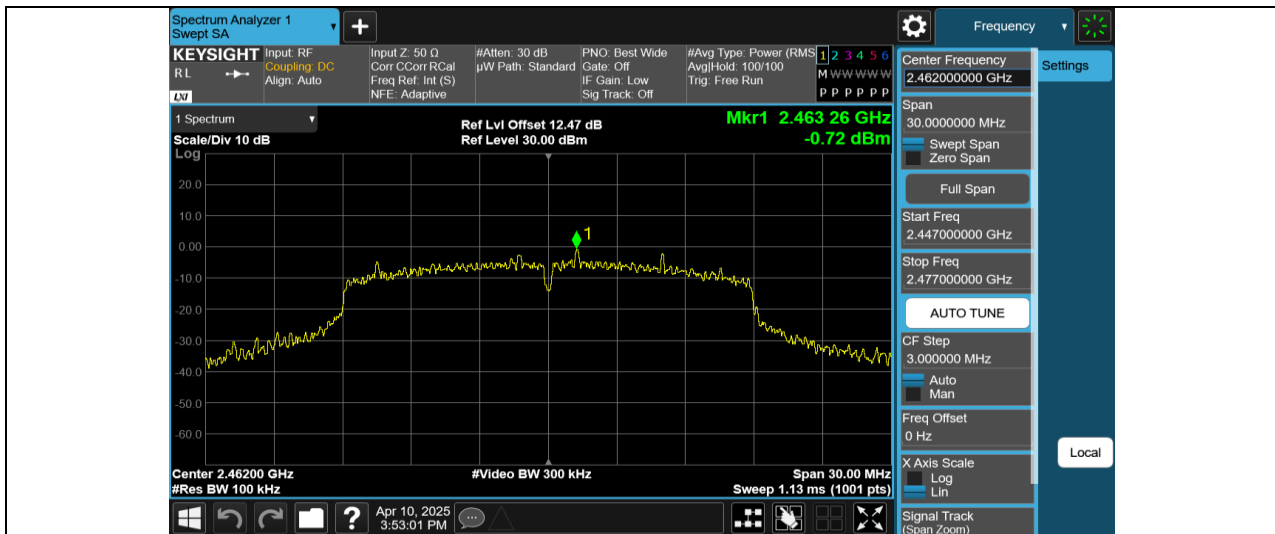 Spectrum Analyzer 1
Swept SA
Frequency
KEYSIGHT
RL
LXI
Input: RF
Coupling: DC
Align: Auto
Input Z: 50 Ω
Corr CCorr RCal
Freq Ref: Int (S)
NFE: Adaptive
#Atten: 30 dB
µW Path: Standard
PNO: Best Wide
Gate: Off
IF Gain: Low
Sig Track: Off
#Avg Type: Power (RMS
Avg|Hold: 100/100
Trig: Free Run
1 2 3 4 5 6
M W W W W W
P P P P P P
1 Spectrum
Scale/Div 10 dB
Log
Ref Lvl Offset 12.47 dB
Ref Level 30.00 dBm
Mkr1 2.463 26 GHz
-0.72 dBm
20.0
10.0
0.00
-10.0
-20.0
-30.0
-40.0
-50.0
-60.0
1
Center 2.46200 GHz
#Res BW 100 kHz
#Video BW 300 kHz
Span 30.00 MHz
Sweep 1.13 ms (1001 pts)
Apr 10, 2025
3:53:01 PM
Center Frequency
2.462000000 GHz
Span
30.0000000 MHz
Swept Span
Zero Span
Full Span
Start Freq
2.447000000 GHz
Stop Freq
2.477000000 GHz
AUTO TUNE
CF Step
3.000000 MHz
Auto
Man
Freq Offset
0 Hz
X Axis Scale
Log
Lin
Signal Track
(Span Zoom)
Settings
Local